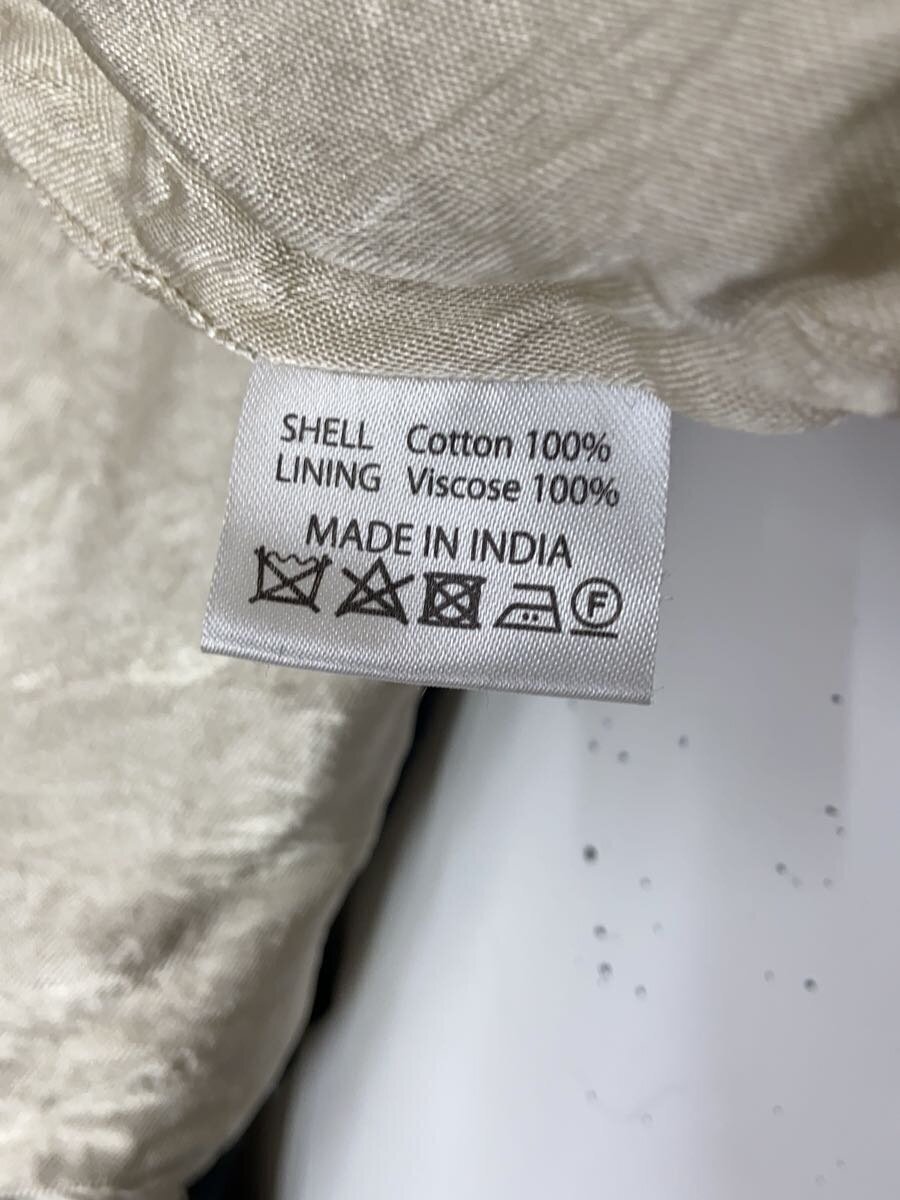 SHELL Cotton 100%
LINING Viscose 100%
MADE IN INDIA
F